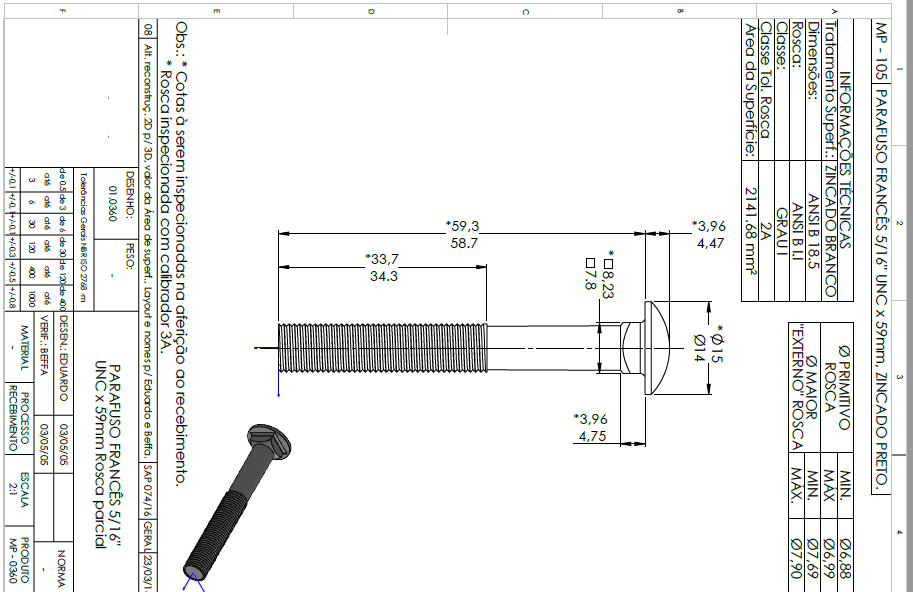 MP - 105 PARAFUSO FRANCÊS 5/16" UNC x 59mm, ZINCADO PRETO.
INFORMAÇÕES TÉCNICAS
Tratamento Superf.: ZINCADO BRANCO
Dimensões: ANSI B 18.5
Rosca: ANSI B I.I
Classe: GRAU I
Classe Tol. Rosca 2A
Área da Superfície: 2141.68 mm²
Ø PRIMITIVO ROSCA MIN. Ø6,88
MÁX Ø6,99
Ø MAIOR "EXTERNO" ROSCA MIN. Ø7,69
MÁX. Ø7,90
*59,3
58.7
*3,96
4,47
*33,7
34.3
*□8,23
□7.8
*Ø15
Ø14
*3,96
4,75
Obs.: * Cotas à serem inspecionadas na aferição ao recebimento.
* Rosca inspecionada com calibrador 3A.
08 Alt. reconstruç. 2D p/ 3D, valor da Área de superf., Layout e nomes p/ Eduardo e Beffa. SAP 074/16 GERAL 23/03/1
DESENHO: 01.0360
PESO: -
PARAFUSO FRANCÊS 5/16"
UNC x 59mm Rosca parcial
Tolerâncias Gerais NBR ISO 2768 -m
de 0.5 de 3 de 6 de 30 de 120 de 400
até até até até até até
3 6 30 120 400 1000
+/-0.1 +/-0.1 +/-0.3 +/-0.5 +/-0.8
DESEN.: EDUARDO 03/05/05
VERIF.: BEFFA 03/05/05
NORMA
-
MATERIAL
-
PROCESSO
RECEBIMENTO
ESCALA
2:1
PRODUTO
MP - 0360
1
2
3
4
A
B
C
D
E
F